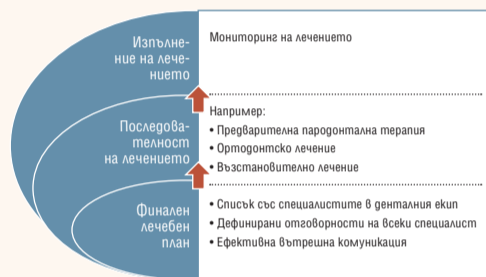 Изпълне-
ние на лече-
нието
Мониторинг на лечението
Последова-
телност
на лечението
Например:
• Предварителна пародонтална терапия
• Ортодонтско лечение
• Възстановително лечение
Финален
лечебен
план
• Списък със специалистите в денталния екип
• Дефинирани отговорности на всеки специалист
• Ефективна вътрешна комуникация